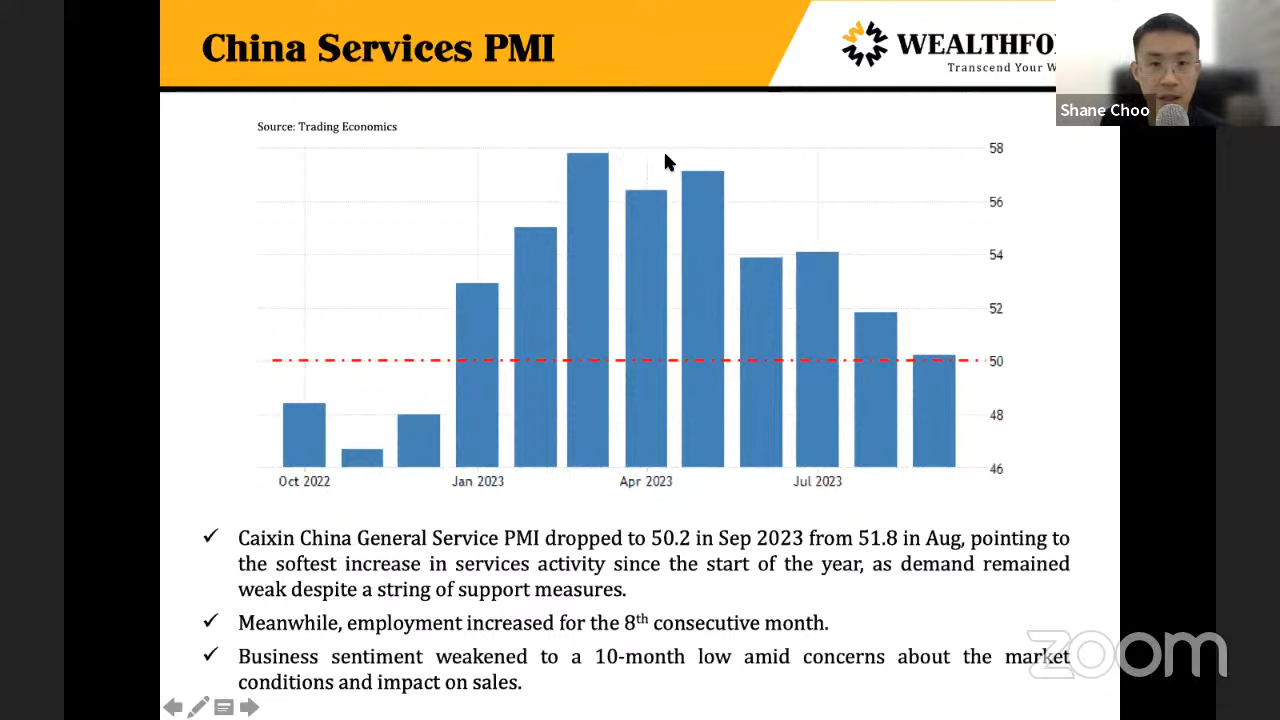 China Services PMI
WEALTHFO
Transcend Your W
Shane Choo
Source: Trading Economics
58
56
54
52
50
48
46
Oct 2022
Jan 2023
Apr 2023
Jul 2023
✓ Caixin China General Service PMI dropped to 50.2 in Sep 2023 from 51.8 in Aug, pointing to
the softest increase in services activity since the start of the year, as demand remained
weak despite a string of support measures.
✓ Meanwhile, employment increased for the 8th consecutive month.
✓ Business sentiment weakened to a 10-month low amid concerns about the market
conditions and impact on sales.
zoom